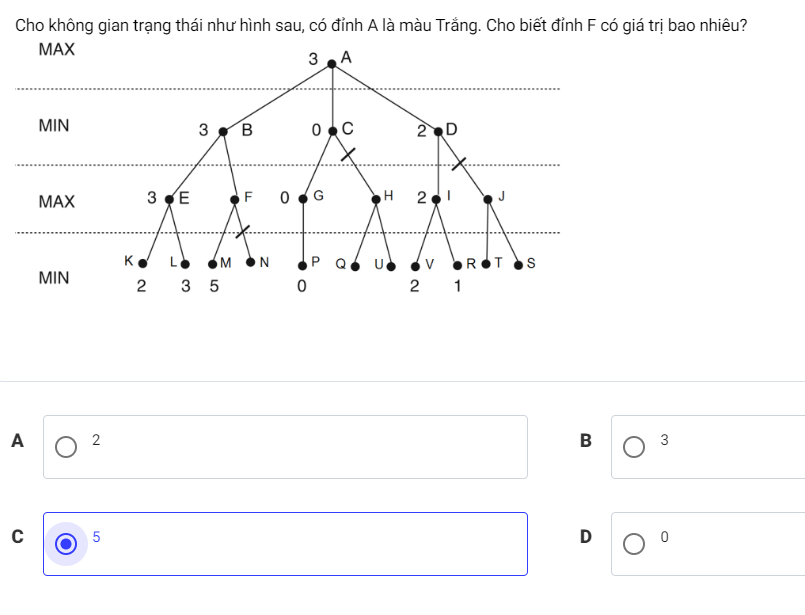 Cho không gian trạng thái như hình sau, có đỉnh A là màu Trắng. Cho biết đỉnh F có giá trị bao nhiêu?
MAX
3 A
MIN
3 B 0 C 2 D
MAX
3 E F 0 G H 2 I J
K L M N P Q U V R T S
MIN
2 3 5 0 2 1
A 2
B 3
C 5
D 0